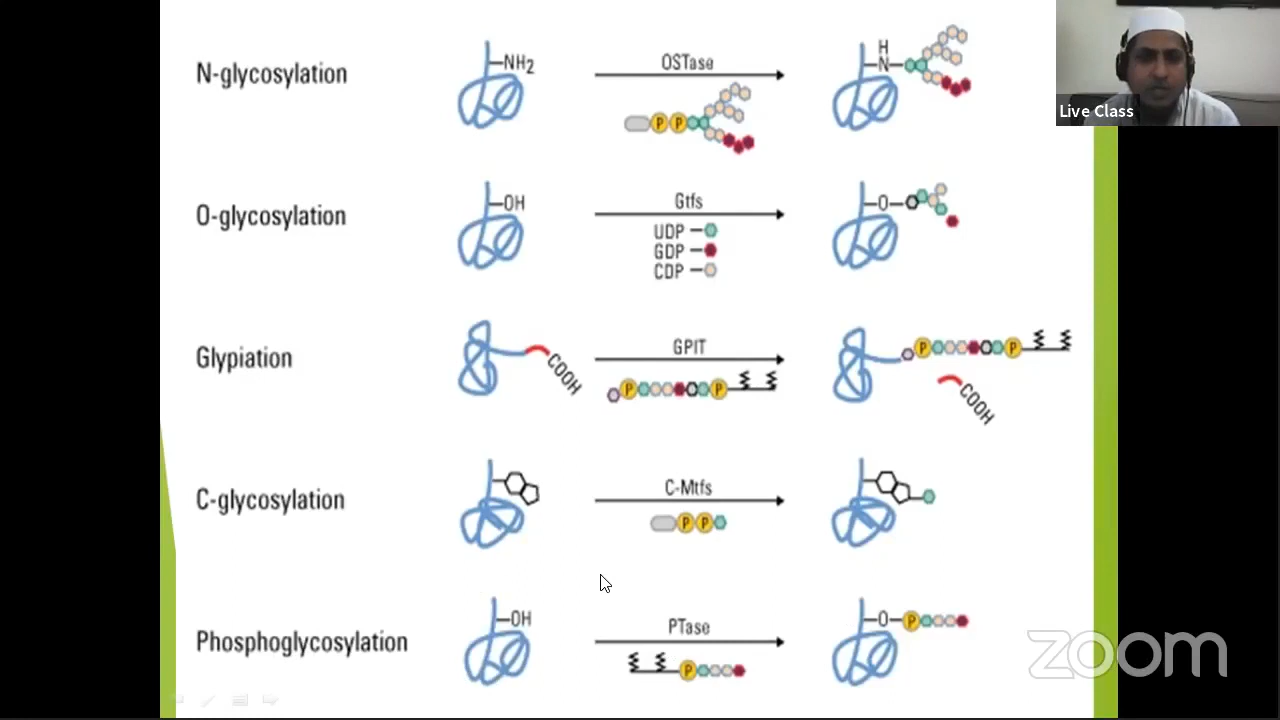 Live Class
N-glycosylation
NH2
OSTase
P P
H
N
O-glycosylation
OH
Gtfs
UDP
GDP
CDP
O
Glypiation
COOH
GPIT
P P
P P
COOH
C-glycosylation
C-Mtfs
P P
Phosphoglycosylation
OH
PTase
P
O P
zoom